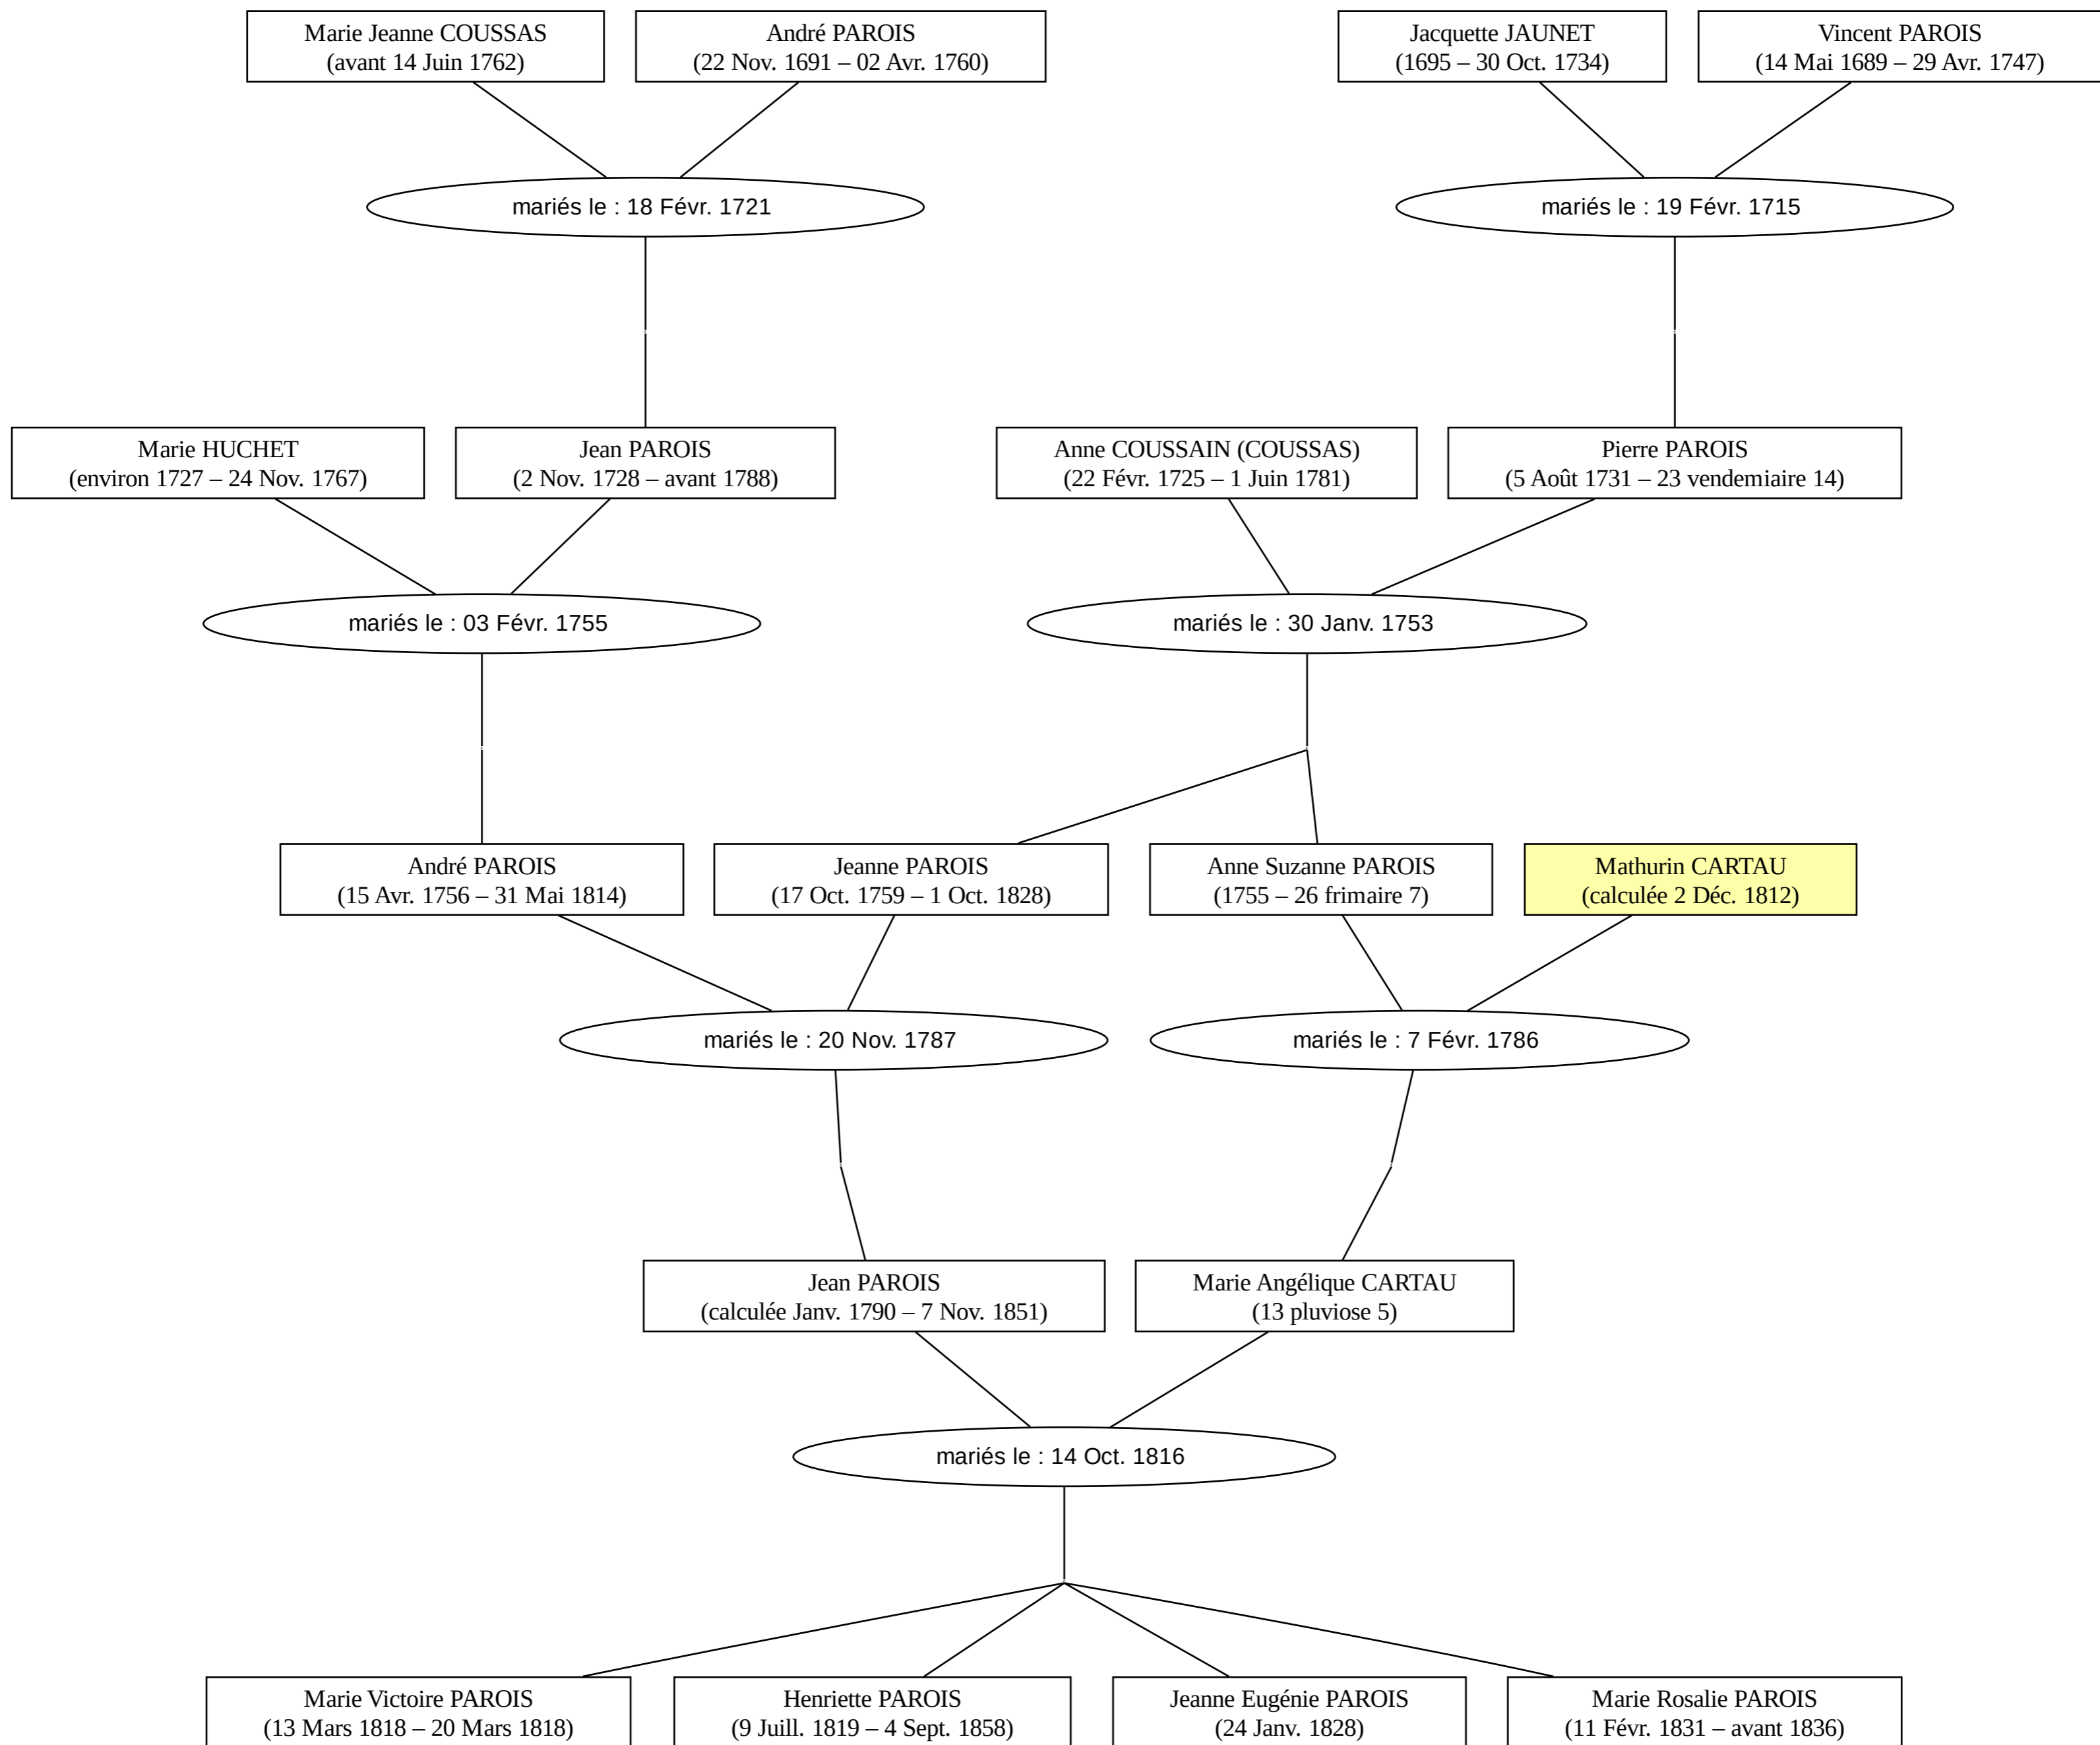 Marie Jeanne COUSSAS
(avant 14 Juin 1762)
André PAROIS
(22 Nov. 1691 – 02 Avr. 1760)
Jacquette JAUNET
(1695 – 30 Oct. 1734)
Vincent PAROIS
(14 Mai 1689 – 29 Avr. 1747)
mariés le : 18 Févr. 1721
mariés le : 19 Févr. 1715
Marie HUCHET
(environ 1727 – 24 Nov. 1767)
Jean PAROIS
(2 Nov. 1728 – avant 1788)
Anne COUSSAIN (COUSSAS)
(22 Févr. 1725 – 1 Juin 1781)
Pierre PAROIS
(5 Août 1731 – 23 vendemiaire 14)
mariés le : 03 Févr. 1755
mariés le : 30 Janv. 1753
André PAROIS
(15 Avr. 1756 – 31 Mai 1814)
Jeanne PAROIS
(17 Oct. 1759 – 1 Oct. 1828)
Anne Suzanne PAROIS
(1755 – 26 frimaire 7)
Mathurin CARTAU
(calculée 2 Déc. 1812)
mariés le : 20 Nov. 1787
mariés le : 7 Févr. 1786
Jean PAROIS
(calculée Janv. 1790 – 7 Nov. 1851)
Marie Angélique CARTAU
(13 pluviose 5)
mariés le : 14 Oct. 1816
Marie Victoire PAROIS
(13 Mars 1818 – 20 Mars 1818)
Henriette PAROIS
(9 Juill. 1819 – 4 Sept. 1858)
Jeanne Eugénie PAROIS
(24 Janv. 1828)
Marie Rosalie PAROIS
(11 Févr. 1831 – avant 1836)